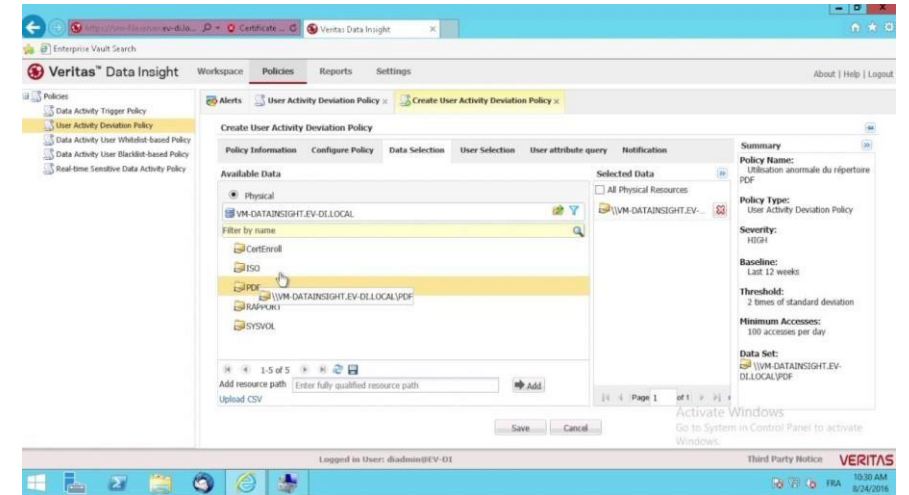 Certificate ...
Veritas Data Insight
Enterprise Vault Search
Veritas™ Data Insight
Workspace
Policies
Reports
Settings
About | Help | Logout
Policies
Data Activity Trigger Policy
User Activity Deviation Policy
Data Activity User Whitelist-based Policy
Data Activity User Blacklist-based Policy
Real-time Sensitive Data Activity Policy
Alerts
User Activity Deviation Policy
Create User Activity Deviation Policy
Create User Activity Deviation Policy
Policy Information
Configure Policy
Data Selection
User Selection
User attribute query
Notification
Available Data
Physical
VM-DATAINSIGHT.EV-DI.LOCAL
Filter by name
CertEnroll
ISO
PDF
\\VM-DATAINSIGHT.EV-DI.LOCAL\PDF
RAPPORT
SYSVOL
1-5 of 5
Add resource path
Enter fully qualified resource path
Add
Upload CSV
Selected Data
All Physical Resources
\\VM-DATAINSIGHT.EV-...
Page 1 of 1
Save
Cancel
Summary
Policy Name:
Utilisation anormale du répertoire
PDF
Policy Type:
User Activity Deviation Policy
Severity:
HIGH
Baseline:
Last 12 weeks
Threshold:
2 times of standard deviation
Minimum Accesses:
100 accesses per day
Data Set:
\\VM-DATAINSIGHT.EV-
DI.LOCAL\PDF
Activate Windows
Go to System in Control Panel to activate
Windows.
Logged in User: diadmin@EV-DI
Third Party Notice
VERITAS
FRA
10:30 AM
8/24/2016